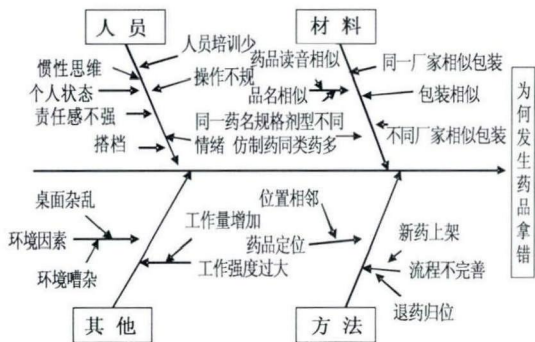 人员
材料
人员培训少
惯性思维
操作不规
个人状态
责任感不强
搭档
情绪
药品读音相似
同一厂家相似包装
品名相似
包装相似
同一药名规格剂型不同
仿制药同类药多
不同厂家相似包装
为何发生药品拿错
桌面杂乱
环境因素
环境嘈杂
工作量增加
工作强度过大
位置相邻
药品定位
新药上架
流程不完善
退药归位
其他
方法